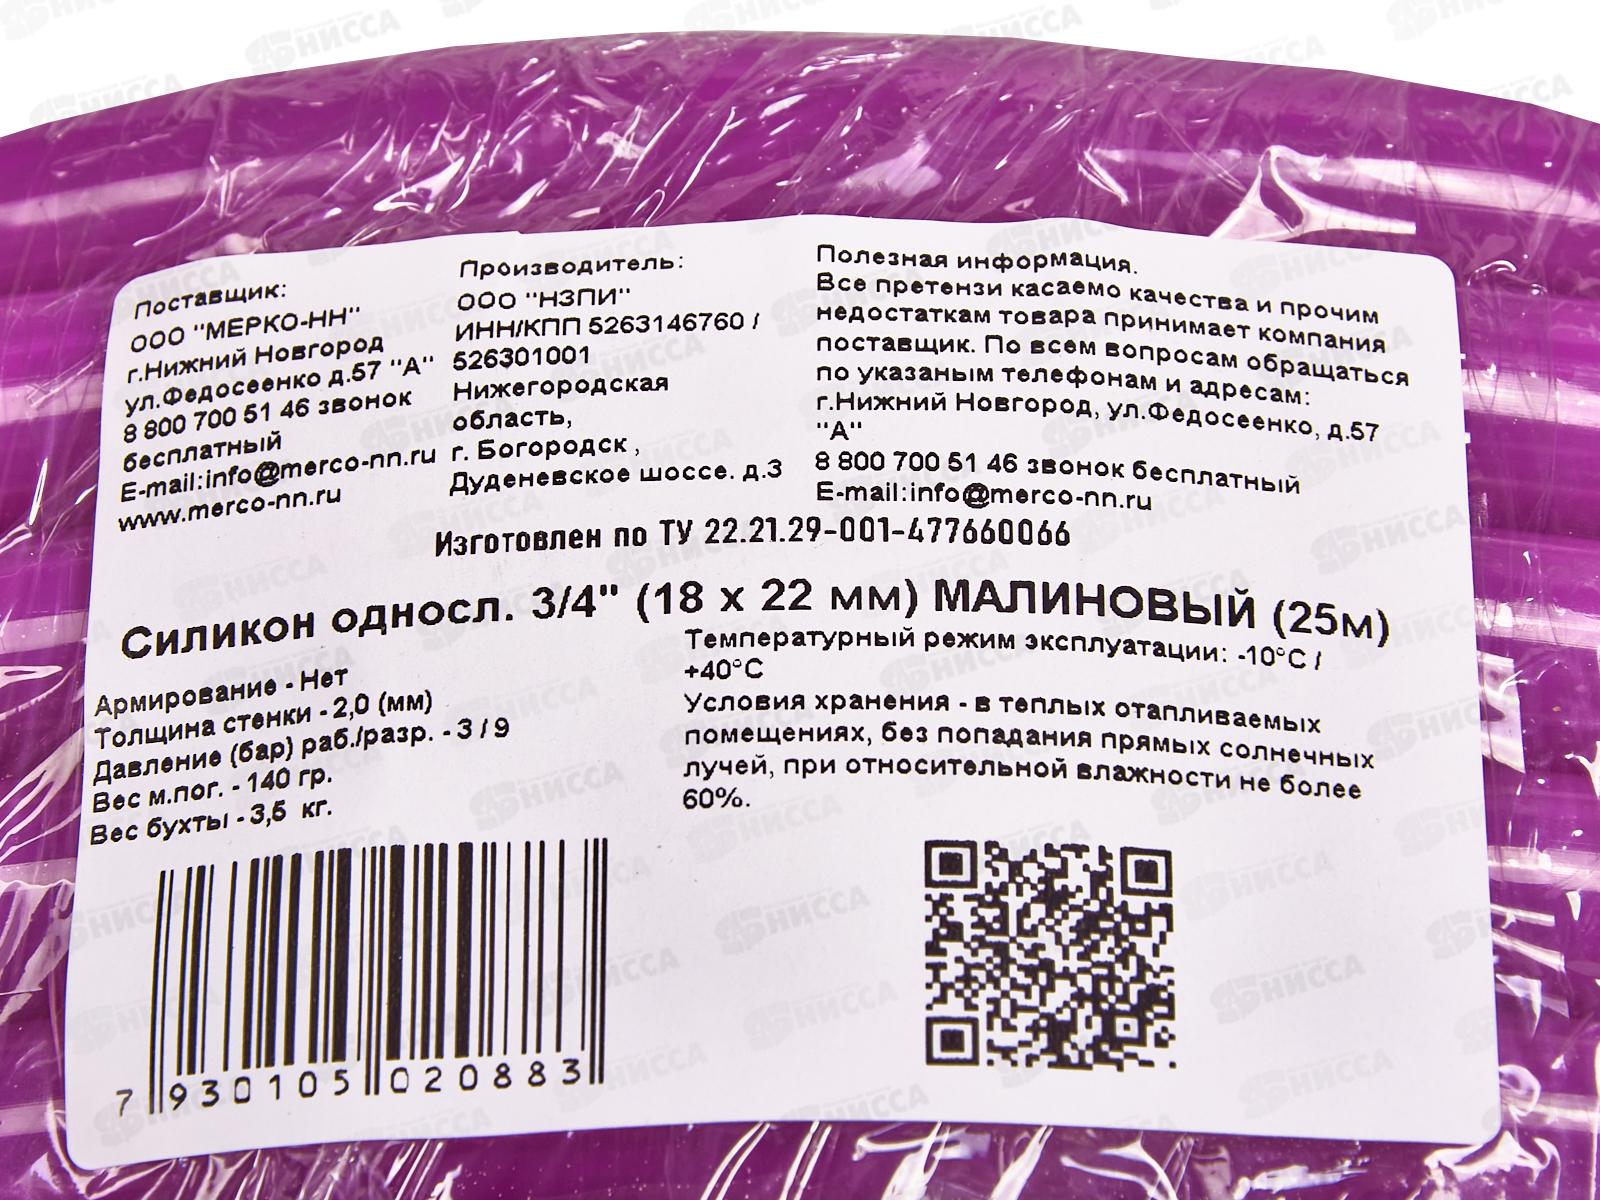 Поставщик:
ООО "МЕРКО-НН"
г.Нижний Новгород
ул.Федосеенко д.57 "А"
8 800 700 51 46 звонок
бесплатный
E-mail:info@merco-nn.ru
www.merco-nn.ru
Производитель:
ООО "НЗПИ"
ИНН/КПП 5263146760 /
526301001
Нижегородская
область,
г. Богородск ,
Дуденевское шоссе. д.3
Полезная информация.
Все претензи касаемо качества и прочим
недостаткам товара принимает компания
поставщик. По всем вопросам обращаться
по указаным телефонам и адресам:
г.Нижний Новгород, ул.Федосеенко, д.57
"А"
8 800 700 51 46 звонок бесплатный
E-mail:info@merco-nn.ru
Изготовлен по ТУ 22.21.29-001-477660066
Силикон односл. 3/4" (18 х 22 мм) МАЛИНОВЫЙ (25м)
Армирование - Нет
Толщина стенки - 2,0 (мм)
Давление (бар) раб./разр. - 3 / 9
Вес м.пог. - 140 гр.
Вес бухты - 3,5 кг.
Температурный режим эксплуатации: -10°С /
+40°С
Условия хранения - в теплых отапливаемых
помещениях, без попадания прямых солнечных
лучей, при относительной влажности не более
60%.
7 930105 020883
НИССА